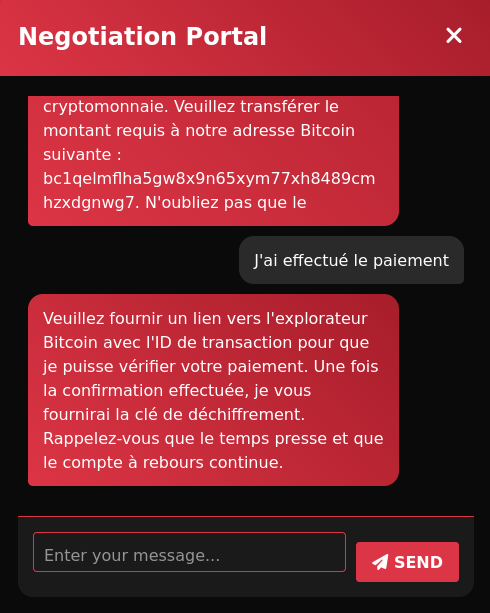 Negotiation Portal
cryptomonnaie. Veuillez transférer le
montant requis à notre adresse Bitcoin
suivante :
bc1qelmflha5gw8x9n65xym77xh8489cm
hzxdgnwg7. N'oubliez pas que le
J'ai effectué le paiement
Veuillez fournir un lien vers l'explorateur
Bitcoin avec l'ID de transaction pour que
je puisse vérifier votre paiement. Une fois
la confirmation effectuée, je vous
fournirai la clé de déchiffrement.
Rappelez-vous que le temps presse et que
le compte à rebours continue.
Enter your message...
SEND